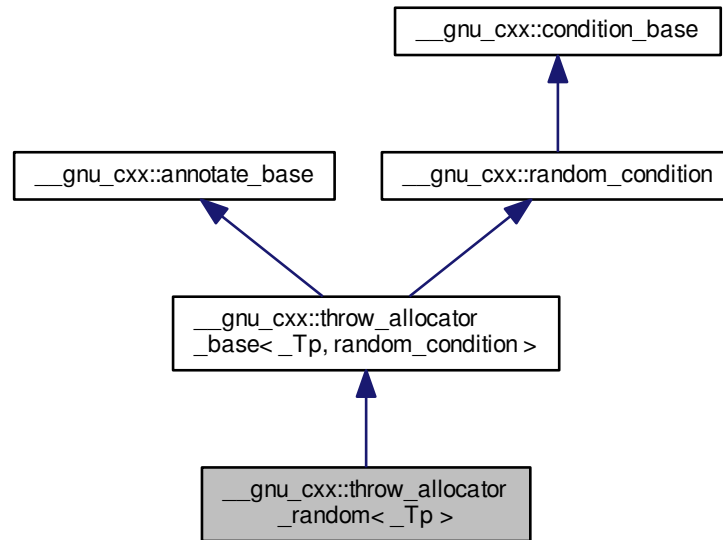 __gnu_cxx::condition_base
__gnu_cxx::annotate_base
__gnu_cxx::random_condition
__gnu_cxx::throw_allocator
_base< _Tp, random_condition >
__gnu_cxx::throw_allocator
_random< _Tp >